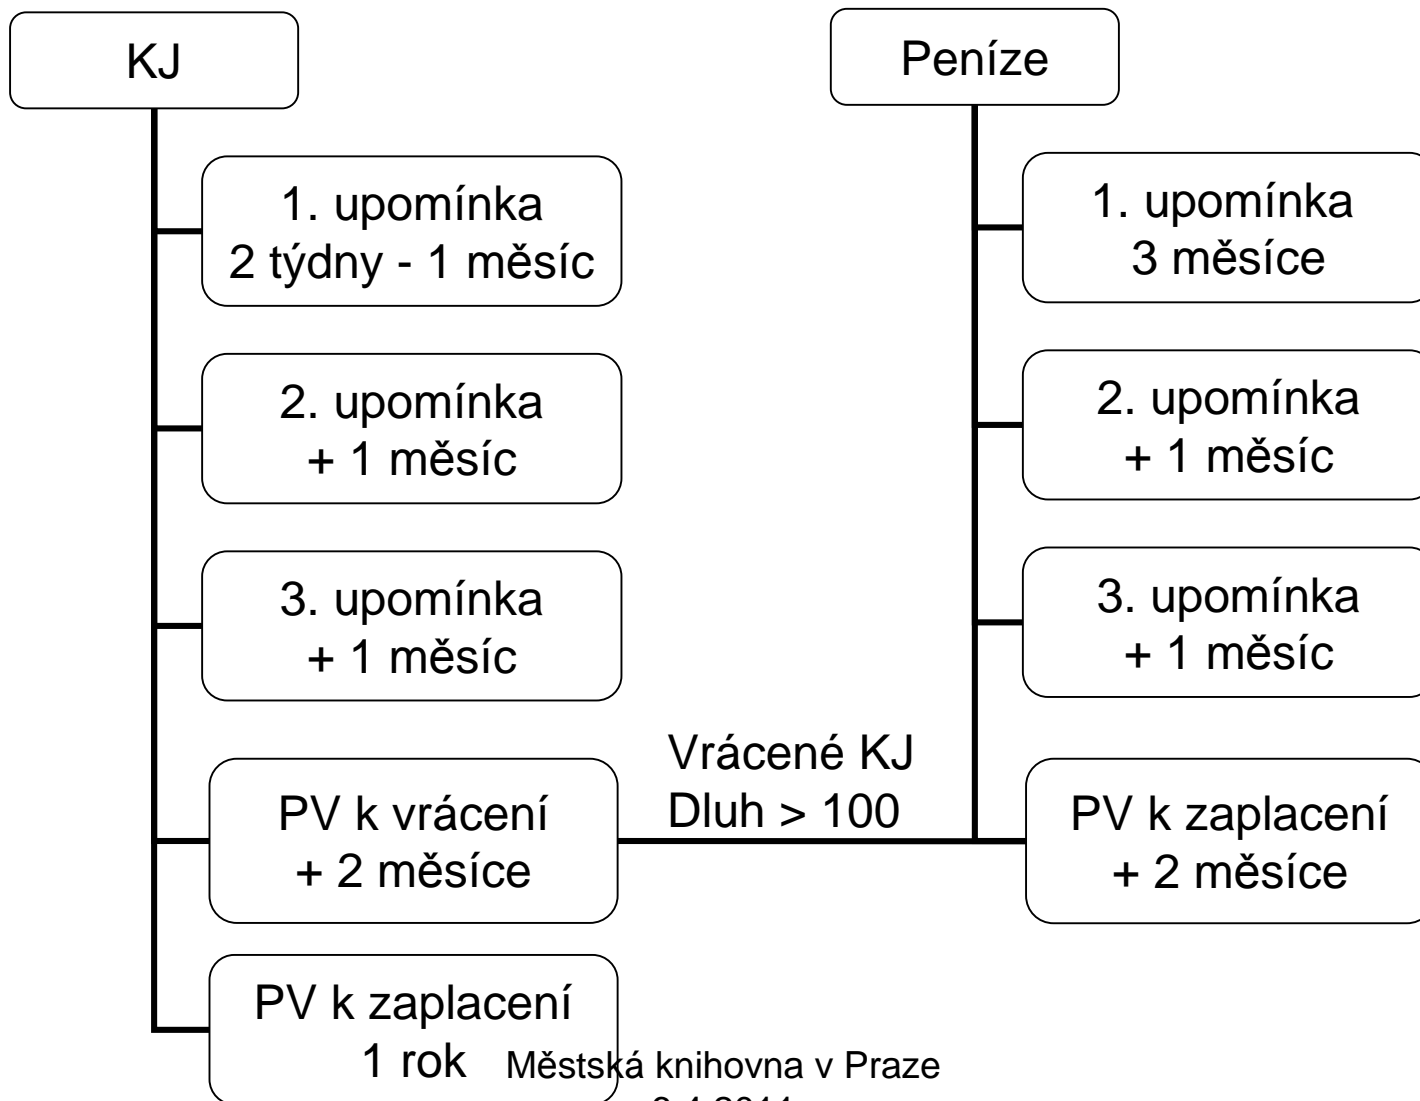 KJ
1. upomínka
2 týdny - 1 měsíc
2. upomínka
+ 1 měsíc
3. upomínka
+ 1 měsíc
PV k vrácení
+ 2 měsíce
PV k zaplacení
1 rok
Vrácené KJ
Dluh > 100
Peníze
1. upomínka
3 měsíce
2. upomínka
+ 1 měsíc
3. upomínka
+ 1 měsíc
PV k zaplacení
+ 2 měsíce
Městská knihovna v Praze